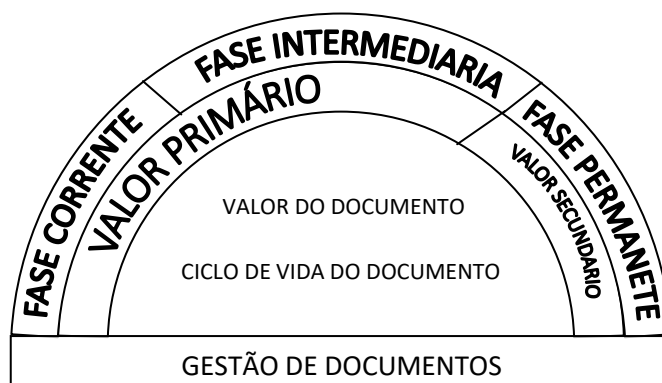 FASE CORRENTE
FASE INTERMEDIARIA
FASE PERMANETE
VALOR PRIMÁRIO
VALOR SECUNDARIO
VALOR DO DOCUMENTO
CICLO DE VIDA DO DOCUMENTO
GESTÃO DE DOCUMENTOS